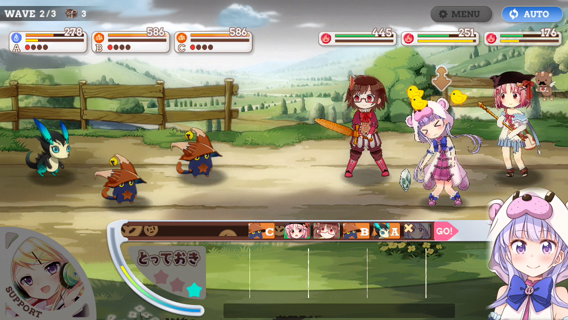 WAVE 2/3 3
MENU
AUTO
278
586
586
445
251
176
A
B
C
C
B
A
GO!
とっておき
SUPPORT